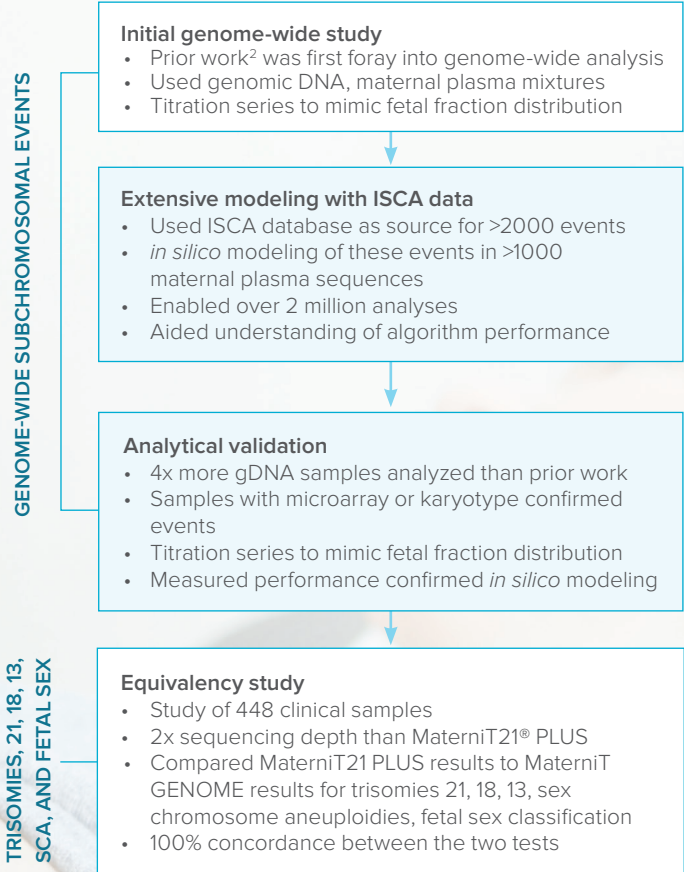 GENOME-WIDE SUBCHROMOSOMAL EVENTS
Initial genome-wide study
• Prior work² was first foray into genome-wide analysis
• Used genomic DNA, maternal plasma mixtures
• Titration series to mimic fetal fraction distribution
Extensive modeling with ISCA data
• Used ISCA database as source for >2000 events
• in silico modeling of these events in >1000
maternal plasma sequences
• Enabled over 2 million analyses
• Aided understanding of algorithm performance
Analytical validation
• 4x more gDNA samples analyzed than prior work
• Samples with microarray or karyotype confirmed
events
• Titration series to mimic fetal fraction distribution
• Measured performance confirmed in silico modeling
TRISOMIES, 21, 18, 13,
SCA, AND FETAL SEX
Equivalency study
• Study of 448 clinical samples
• 2x sequencing depth than MaterniT21® PLUS
• Compared MaterniT21 PLUS results to MaterniT
GENOME results for trisomies 21, 18, 13, sex
chromosome aneuploidies, fetal sex classification
• 100% concordance between the two tests